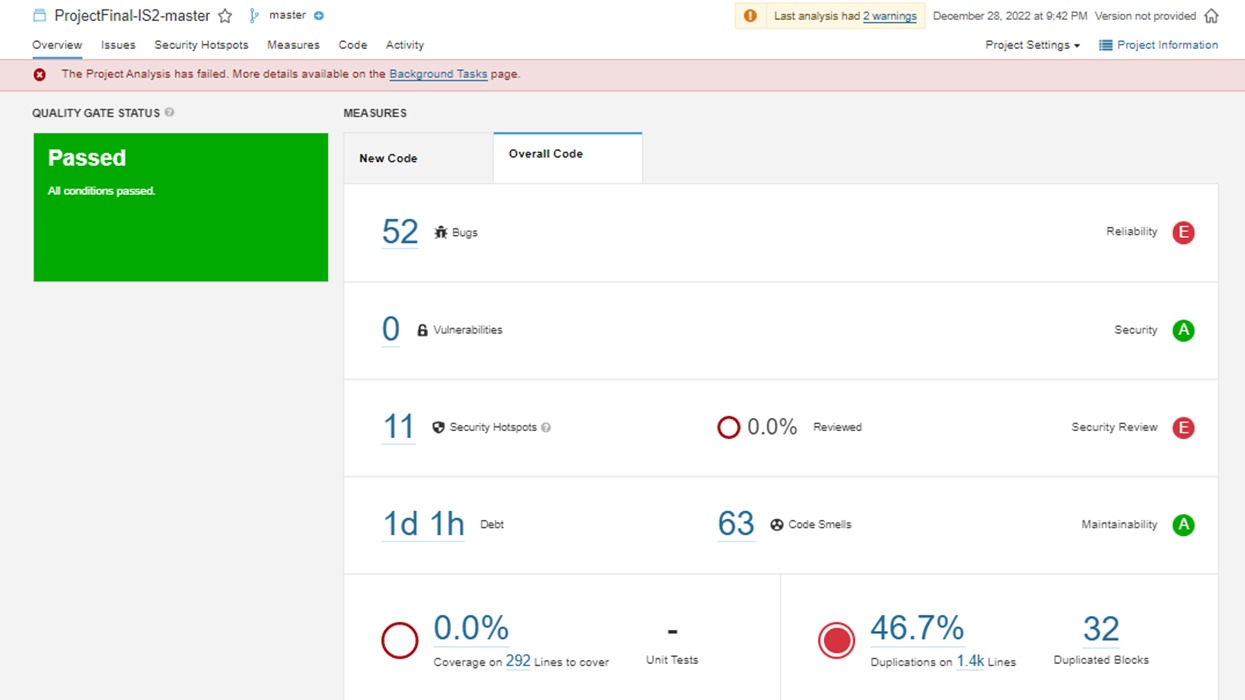 ProjectFinal-IS2-master master Last analysis had 2 warnings December 28, 2022 at 9:42 PM Version not provided
Overview Issues Security Hotspots Measures Code Activity Project Settings Project Information
The Project Analysis has failed. More details available on the Background Tasks page.
QUALITY GATE STATUS ?
MEASURES
Passed
All conditions passed.
New Code Overall Code
52 Bugs Reliability E
0 Vulnerabilities Security A
11 Security Hotspots ? 0.0% Reviewed Security Review E
1d 1h Debt 63 Code Smells Maintainability A
0.0%
Coverage on 292 Lines to cover
-
Unit Tests
46.7%
Duplications on 1.4k Lines
32
Duplicated Blocks